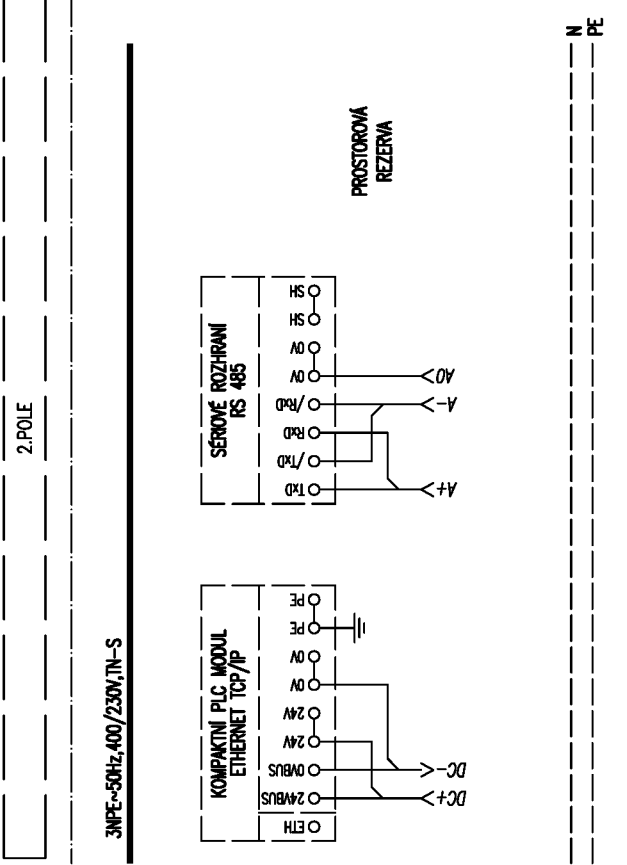 2.POLE
3NPE~50Hz,400/230V,TN-S
KOMPAKTNÍ PLC MODUL
ETHERNET TCP/IP
ETH
24VBUS
0VBUS
24V
24V
0V
0V
PE
PE
DC+
DC-
SÉRIOVÉ ROZHRANÍ
RS 485
TxD
/TxD
RxD
/RxD
0V
0V
SH
SH
A+
A-
A0
PROSTOROVÁ
REZERVA
N
PE